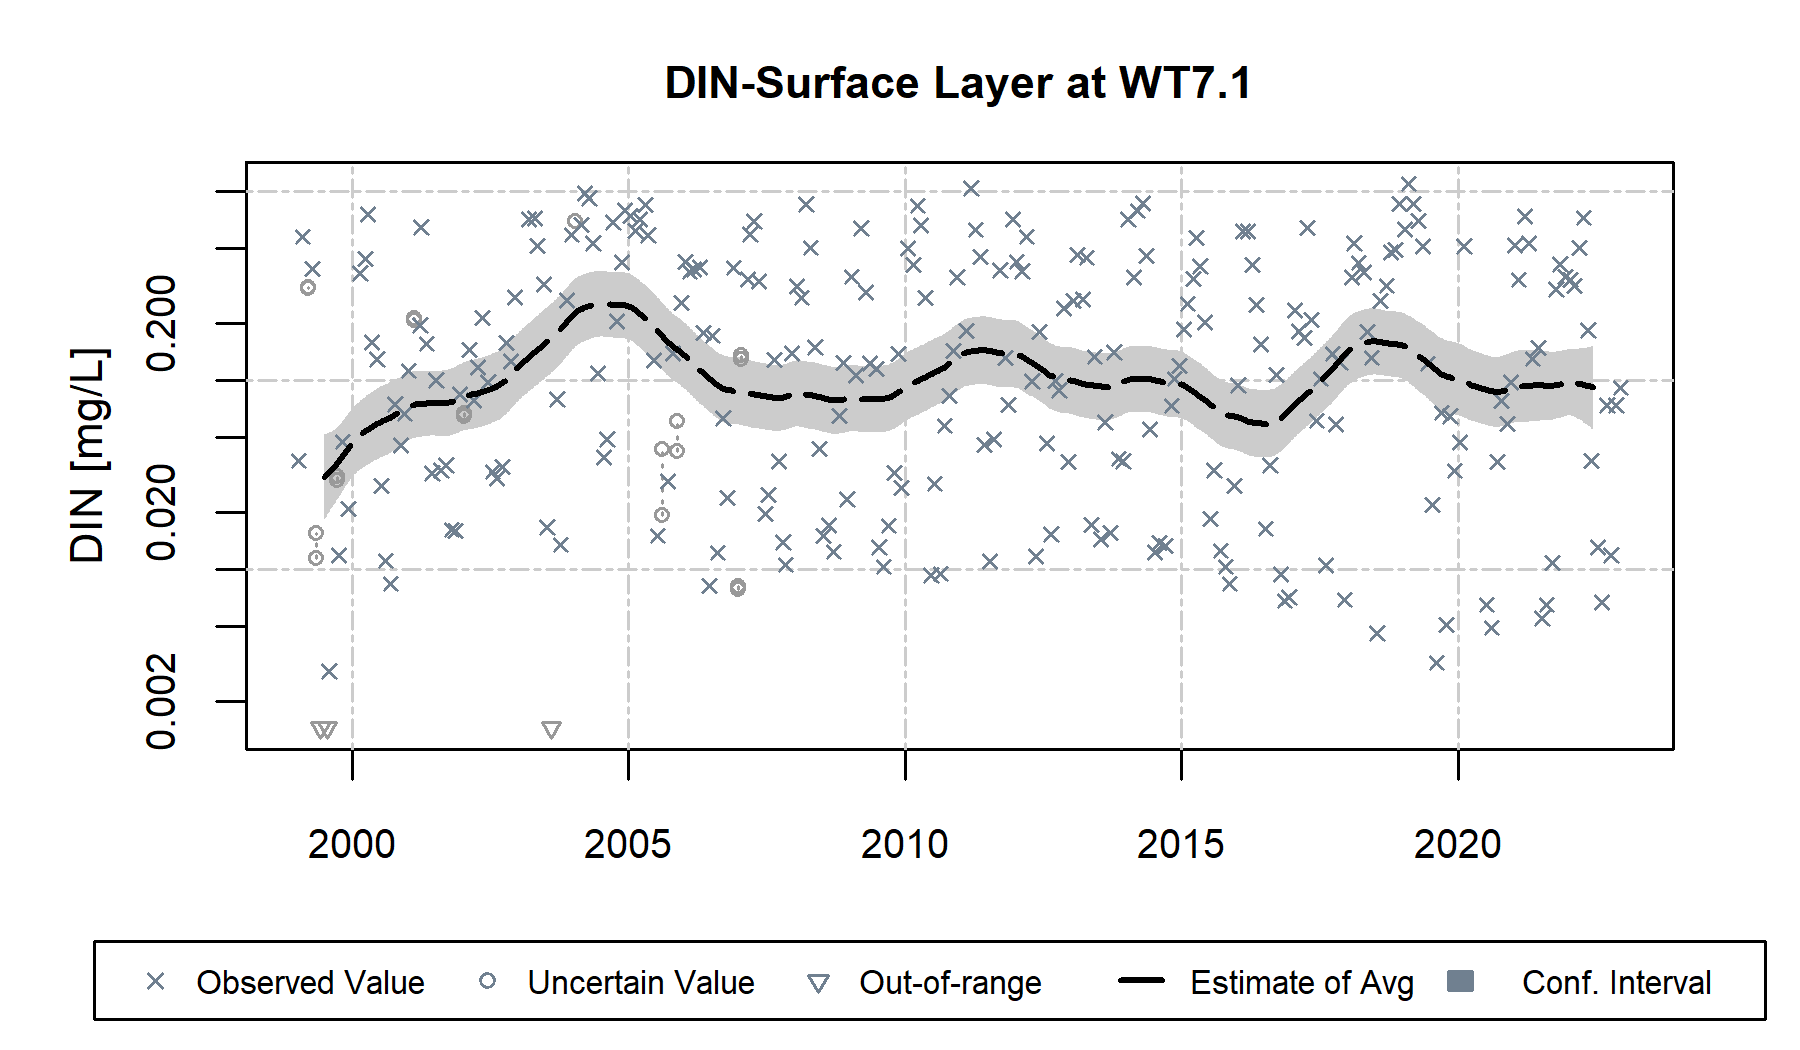 DIN-Surface Layer at WT7.1
DIN [mg/L]
0.200
0.020
0.002
2000 2005 2010 2015 2020
Observed Value Uncertain Value Out-of-range Estimate of Avg Conf. Interval